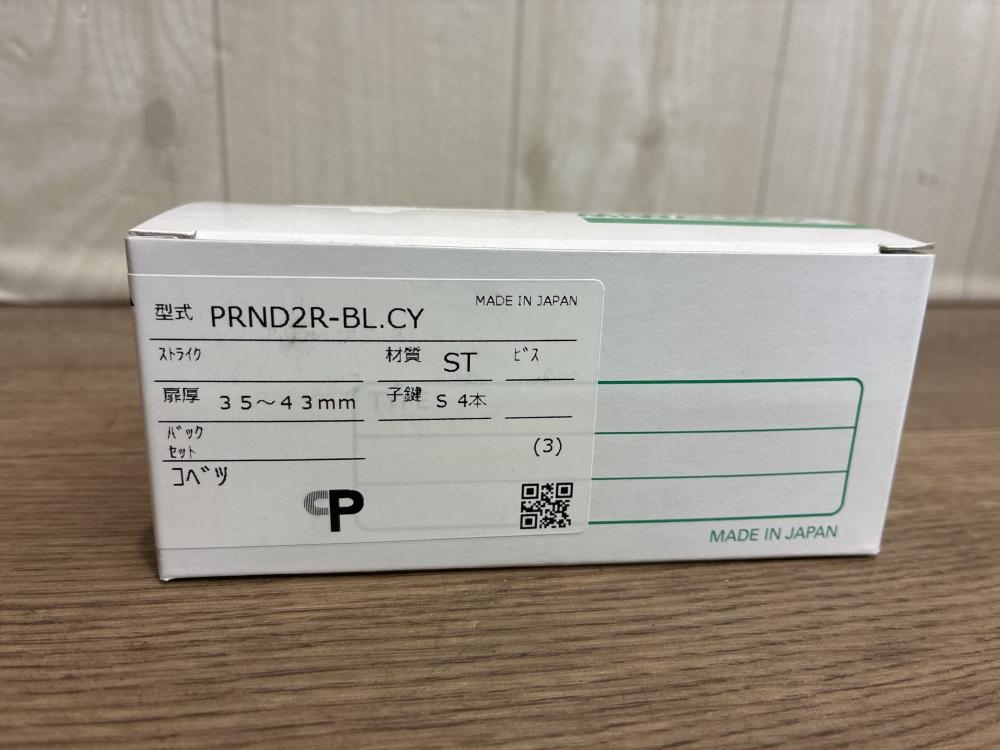 MADE IN JAPAN
型式 PRND2R-BL.CY
ｽﾄﾗｲｸ 材質 ST ﾋﾞｽ
扉厚 35～43mm 子鍵 S 4本
ﾊﾞｯｸ
ｾｯﾄ
(3)
ｺﾍﾞﾂ
CP
MADE IN JAPAN